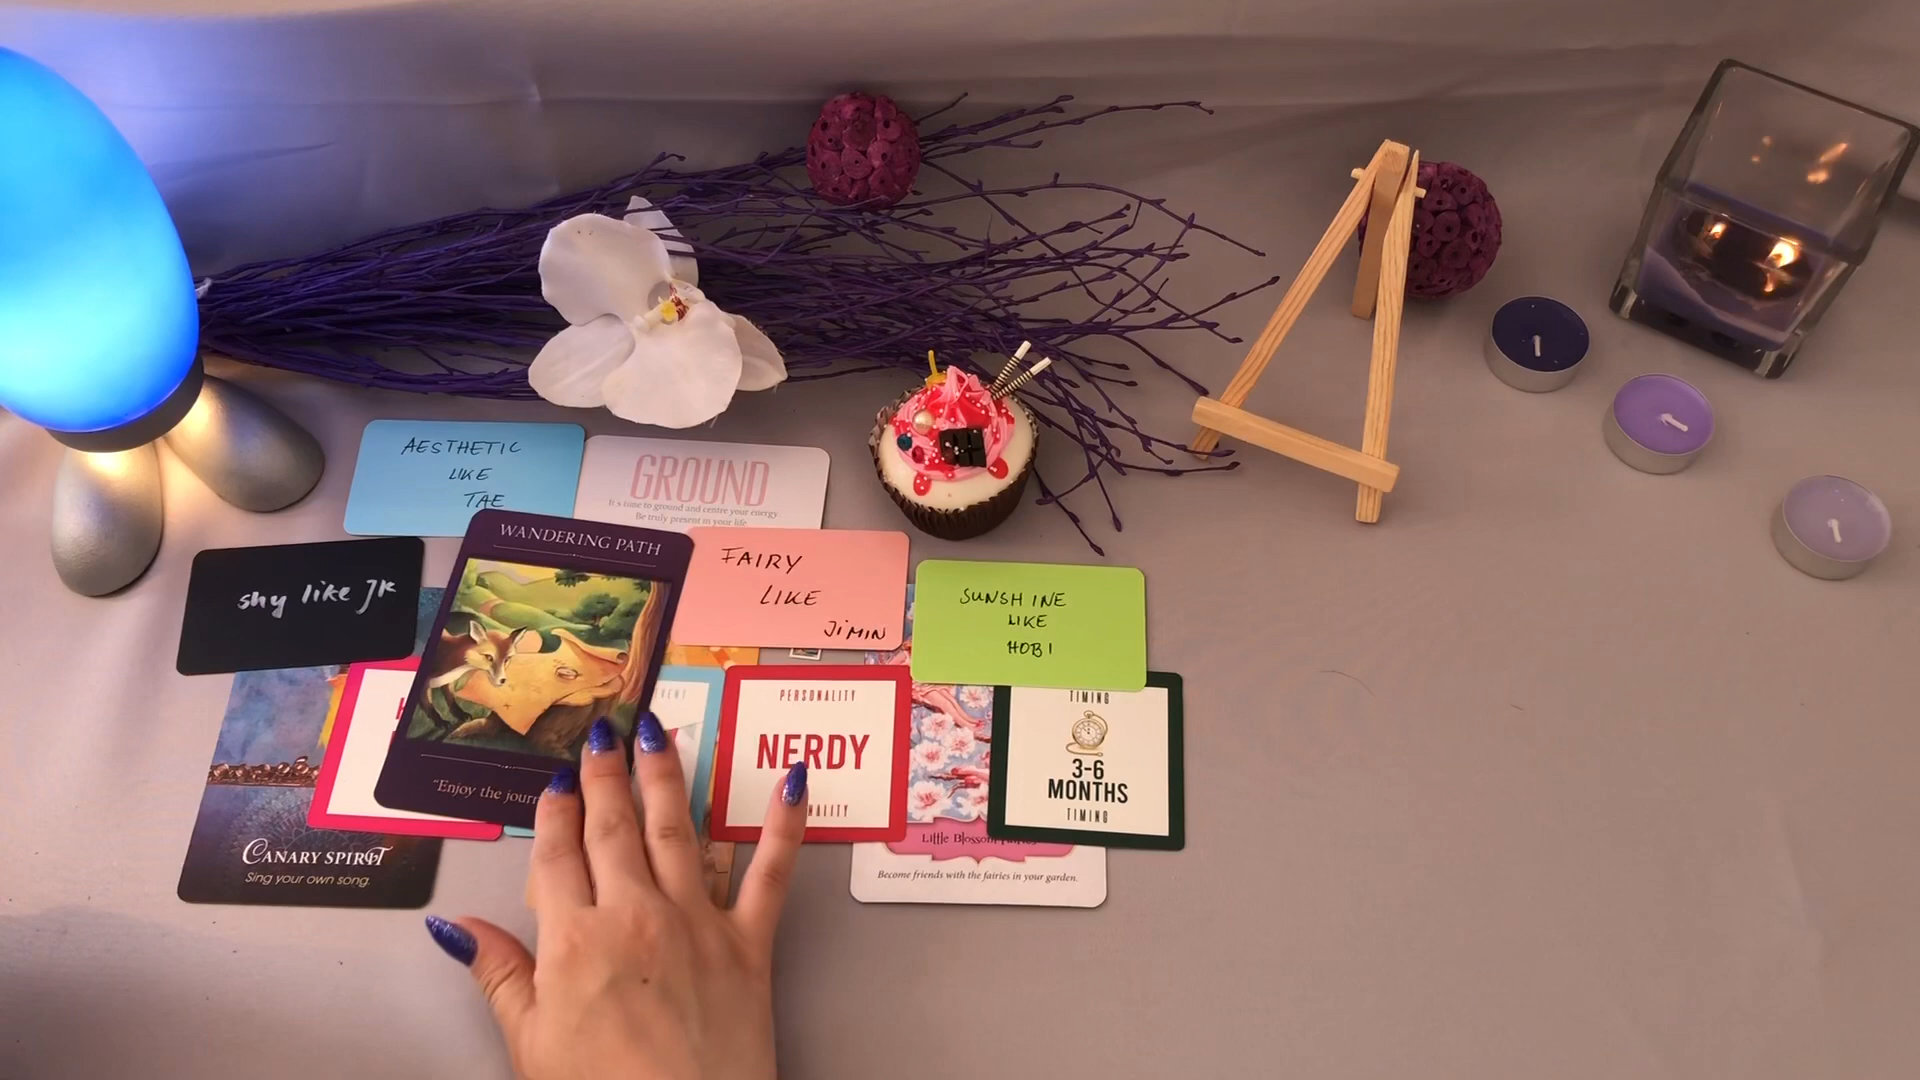 AESTHETIC
LIKE
TAE
GROUND
It's time to ground and centre your energy.
Be truly present in your life
WANDERING PATH
"Enjoy the
shy like JK
FAIRY
LIKE
JiMIN
SUNSHINE
LIKE
HOBI
CANARY SPIRIT
Sing your own song.
PERSONALITY
NERDY
TIMING
3-6
MONTHS
TIMING
Little Blossom Fairies
Become friends with the fairies in your garden.